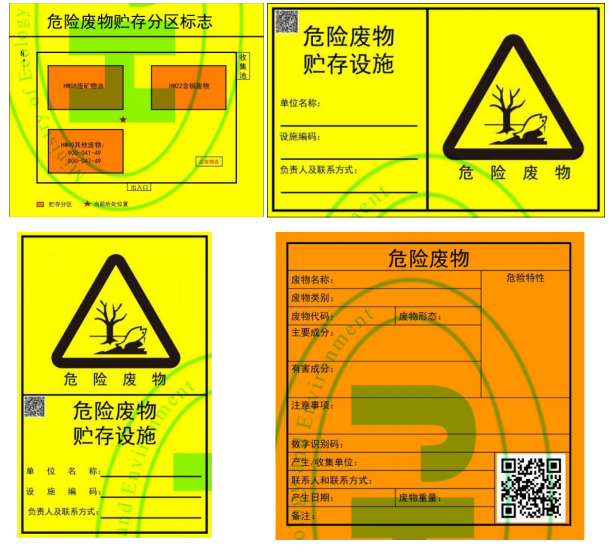 危险废物贮存分区标志
N
收集池
HW08废矿物油
HW22含铜废物
HW49其他废物:
900-041-49
900-047-49
应急物资
出入口
贮存分区
当前所处位置
危险废物
贮存设施
单位名称:
设施编码:
负责人及联系方式:
危险废物
危险废物
危险废物
贮存设施
单位名称:
设施编码:
负责人及联系方式:
危险废物
废物名称:
危险特性
废物类别:
废物代码:
废物形态:
主要成分:
有害成分:
注意事项:
数字识别码:
产生/收集单位:
联系人和联系方式:
产生日期:
废物重量:
备注:
Ministry of Ecology
and Environment